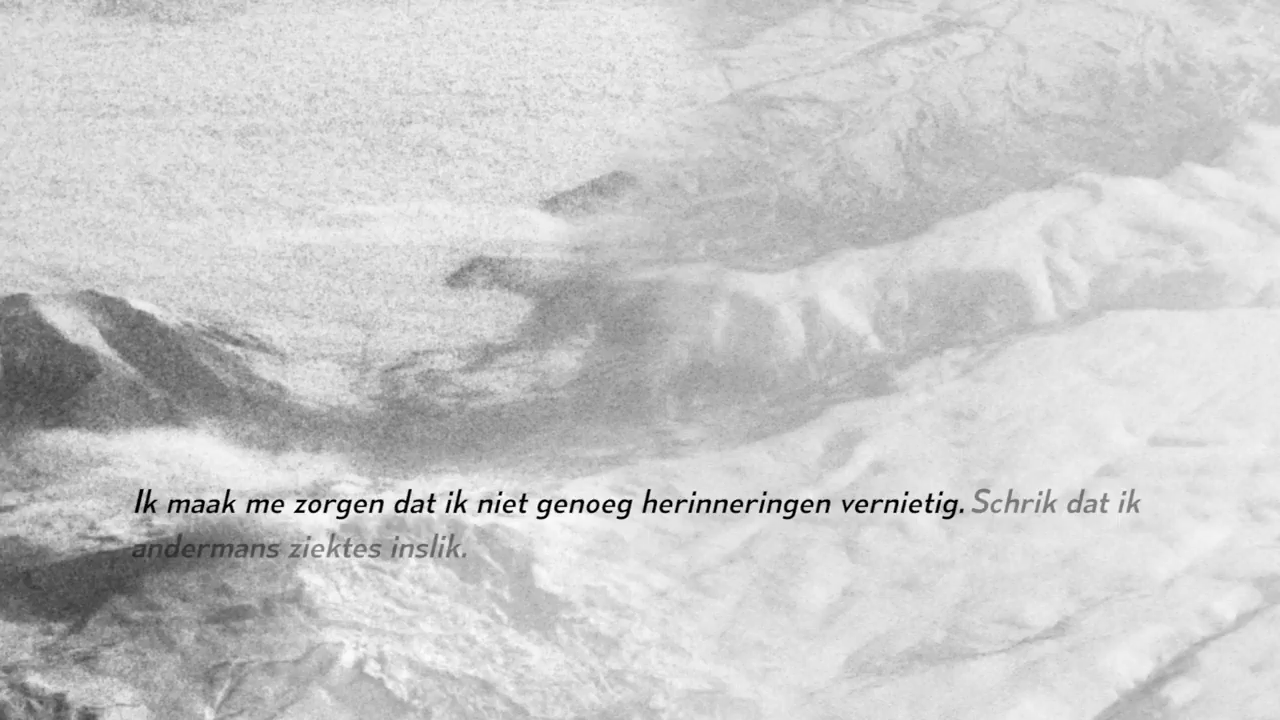 Ik maak me zorgen dat ik niet genoeg herinneringen vernietig. Schrik dat ik
andermans ziektes inslik.